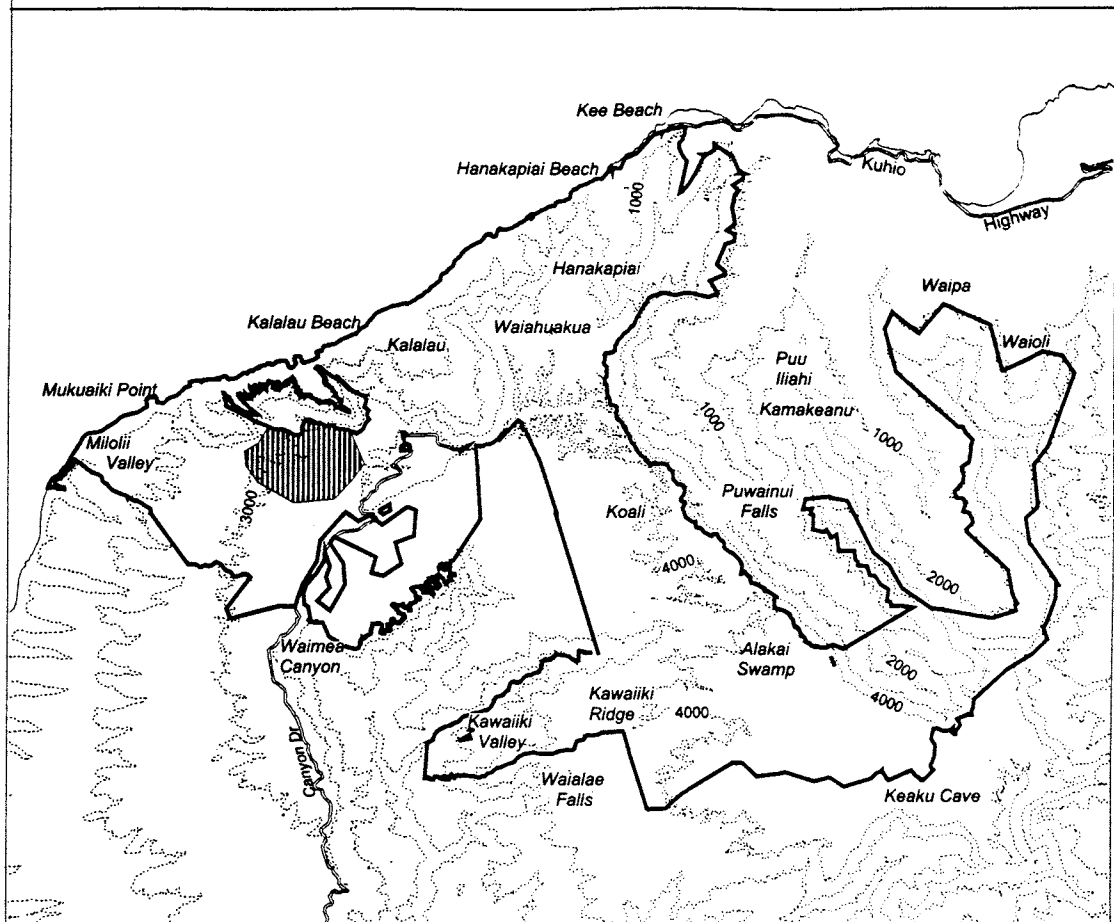 Kee Beach
Hanakapiai Beach
Kuhio
Highway
1000
Hanakapiai
Waipa
Kalalau Beach
Waiahuakua
Kalalau
Waioli
Puu
Iliahi
Mukuaiki Point
Kamakeanu
1000
1000
Milolii
Valley
3000
Puwainui
Falls
Koali
4000
2000
Waimea
Canyon
Alakai
Swamp
2000
4000
Kawaiiki
Ridge
4000
Kawaiiki
Valley
Canyon Dr
Waialae
Falls
Keaku Cave